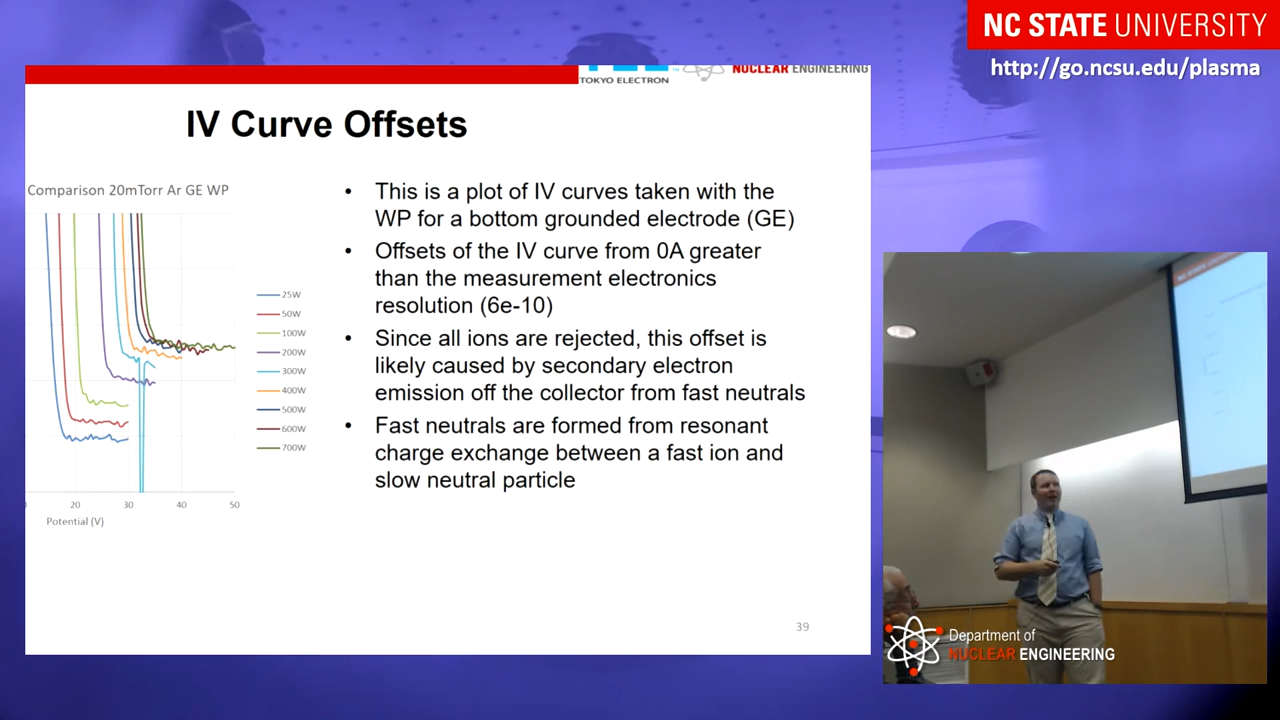 NC STATE UNIVERSITY
http://go.ncsu.edu/plasma
TOKYO ELECTRON
NUCLEAR ENGINEERING
IV Curve Offsets
Comparison 20mTorr Ar GE WP
25W
50W
100W
200W
300W
400W
500W
600W
700W
20
30
40
50
Potential (V)
• This is a plot of IV curves taken with the
WP for a bottom grounded electrode (GE)
• Offsets of the IV curve from 0A greater
than the measurement electronics
resolution (6e-10)
• Since all ions are rejected, this offset is
likely caused by secondary electron
emission off the collector from fast neutrals
• Fast neutrals are formed from resonant
charge exchange between a fast ion and
slow neutral particle
39
Department of
NUCLEAR ENGINEERING